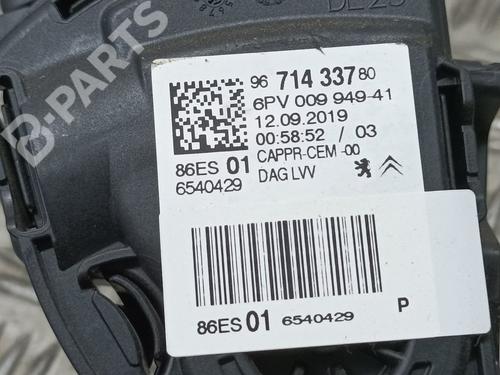 DE23
B-PARTS
96 714 337 80
6PV 009 949-41
12.09.2019
00:58:52 / 03
86ES 01 CAPPR-CEM -00
6540429 DAG LVV
86ES 01 6540429 P